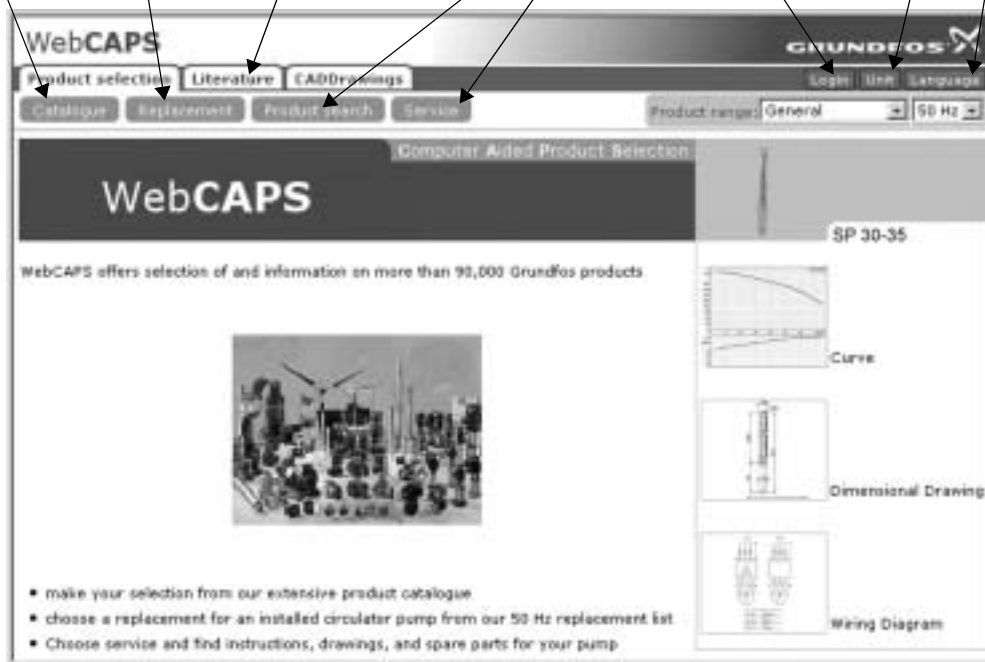 WebCAPS
GRUNDFOS
Product selection Literature CADDrawings
Login Unit Language
Catalogue Replacement Product search Service
Product range: General 50 Hz
Computer Aided Product Selection
WebCAPS
SP 30-35
WebCAPS offers selection of and information on more than 90,000 Grundfos products
Curve
Dimensional Drawing
Wiring Diagram
• make your selection from our extensive product catalogue
• choose a replacement for an installed circulator pump from our 50 Hz replacement list
• Choose service and find instructions, drawings, and spare parts for your pump